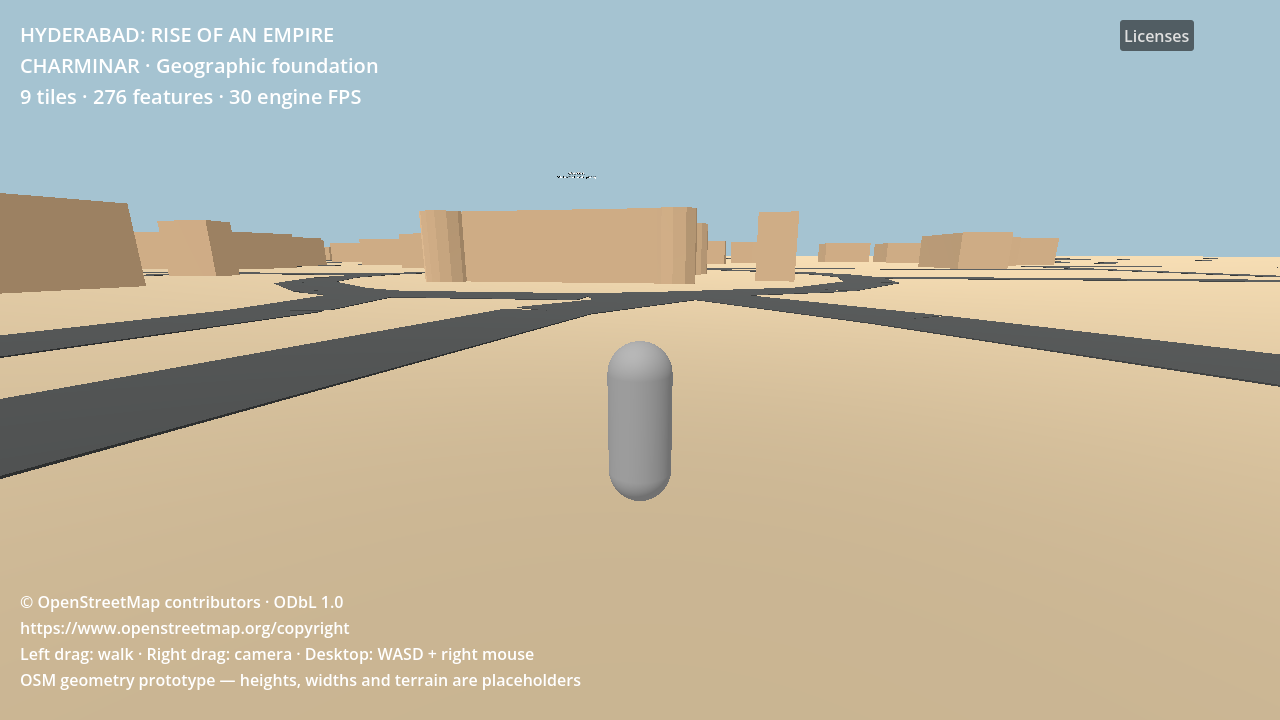 HYDERABAD: RISE OF AN EMPIRE
Licenses
CHARMINAR · Geographic foundation
9 tiles · 276 features · 30 engine FPS
© OpenStreetMap contributors · ODbL 1.0
https://www.openstreetmap.org/copyright
Left drag: walk · Right drag: camera · Desktop: WASD + right mouse
OSM geometry prototype — heights, widths and terrain are placeholders